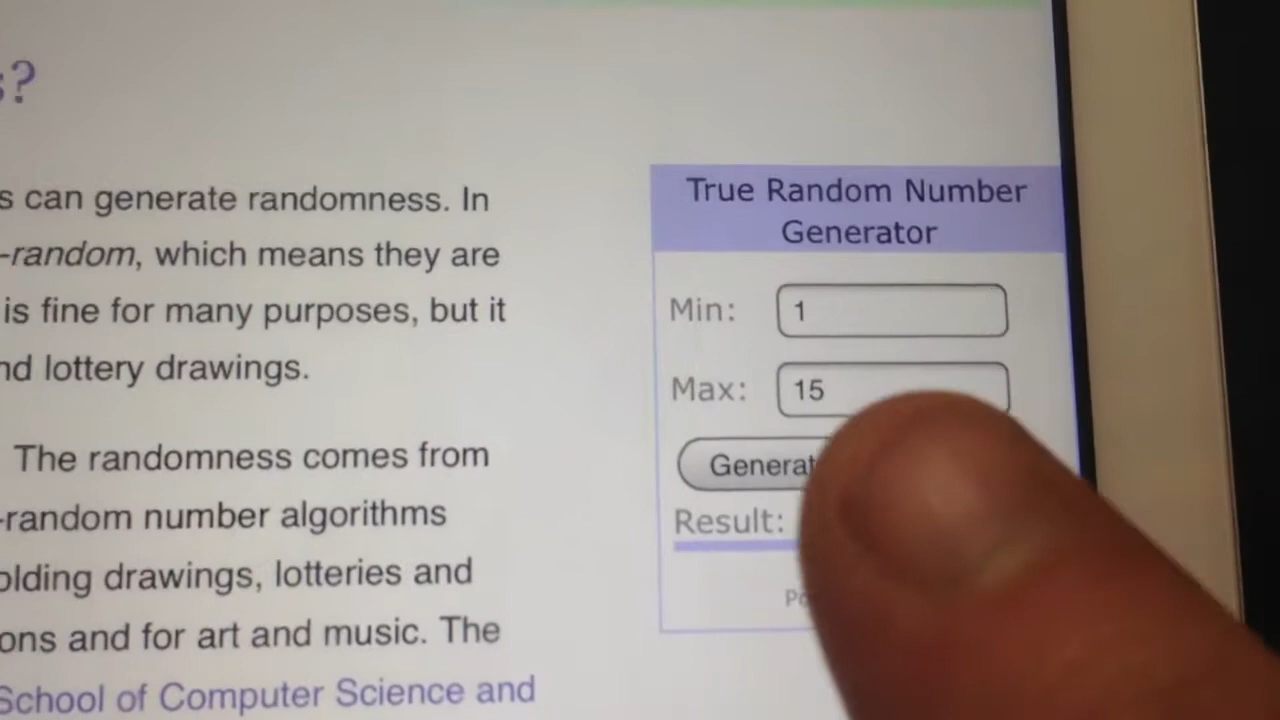 s?
s can generate randomness. In
-random, which means they are
is fine for many purposes, but it
nd lottery drawings.
The randomness comes from
-random number algorithms
olding drawings, lotteries and
ons and for art and music. The
School of Computer Science and
True Random Number
Generator
Min: 1
Max: 15
Generat
Result:
Po